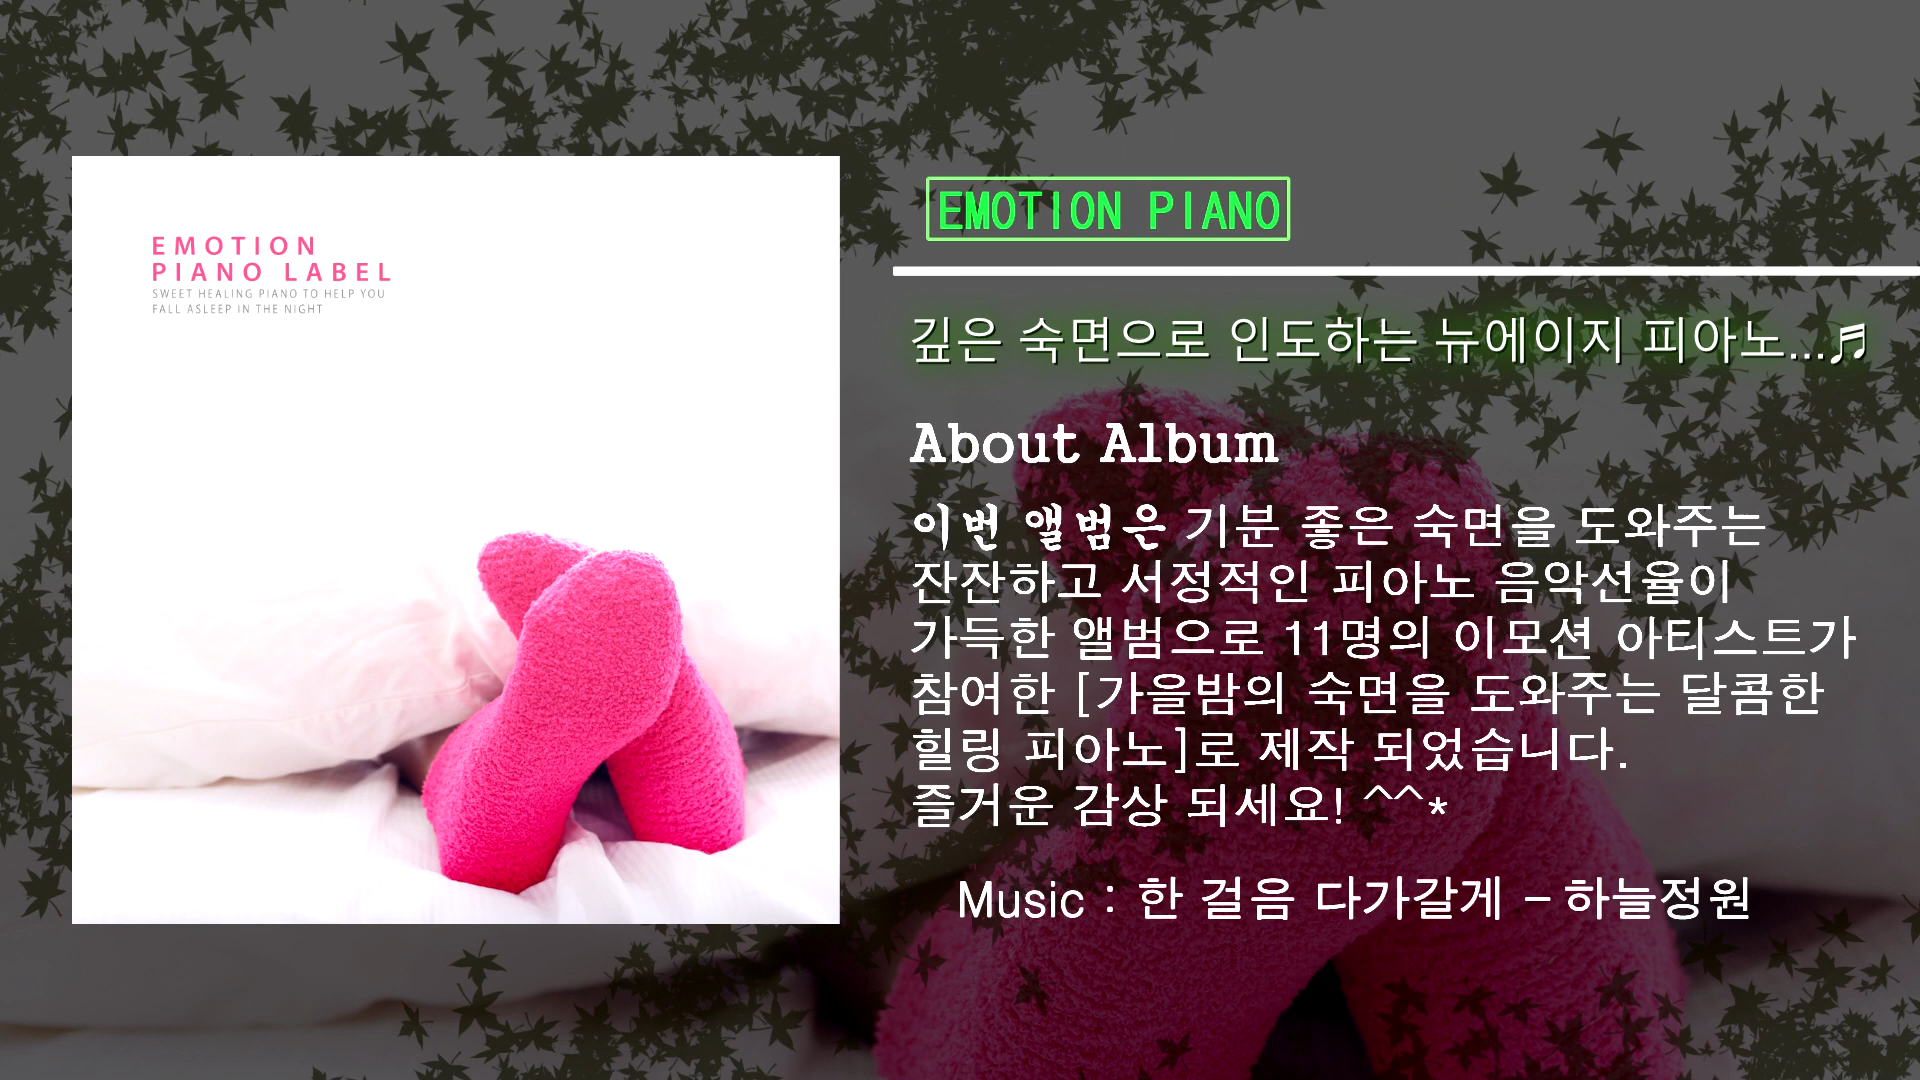 EMOTION
PIANO LABEL
SWEET HEALING PIANO TO HELP YOU
FALL ASLEEP IN THE NIGHT
EMOTION PIANO
깊은 숙면으로 인도하는 뉴에이지 피아노...♬
About Album
이번 앨범은 기분 좋은 숙면을 도와주는
잔잔하고 서정적인 피아노 음악선율이
가득한 앨범으로 11명의 이모션 아티스트가
참여한 [가을밤의 숙면을 도와주는 달콤한
힐링 피아노]로 제작 되었습니다.
즐거운 감상 되세요! ^^*
Music : 한 걸음 다가갈게 - 하늘정원